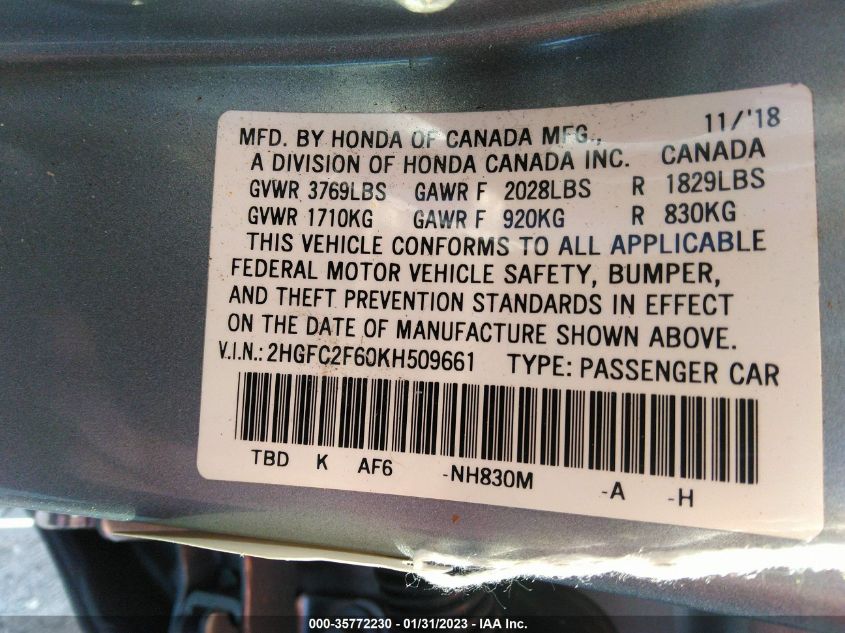 11/'18
MFD. BY HONDA OF CANADA MFG.,
A DIVISION OF HONDA CANADA INC. CANADA
GVWR 3769LBS GAWR F 2028LBS R 1829LBS
GVWR 1710KG GAWR F 920KG R 830KG
THIS VEHICLE CONFORMS TO ALL APPLICABLE
FEDERAL MOTOR VEHICLE SAFETY, BUMPER,
AND THEFT PREVENTION STANDARDS IN EFFECT
ON THE DATE OF MANUFACTURE SHOWN ABOVE.
V.I.N.: 2HGFC2F60KH509661 TYPE: PASSENGER CAR
TBD K AF6 -NH830M -A -H
000-35772230 - 01/31/2023 - IAA Inc.